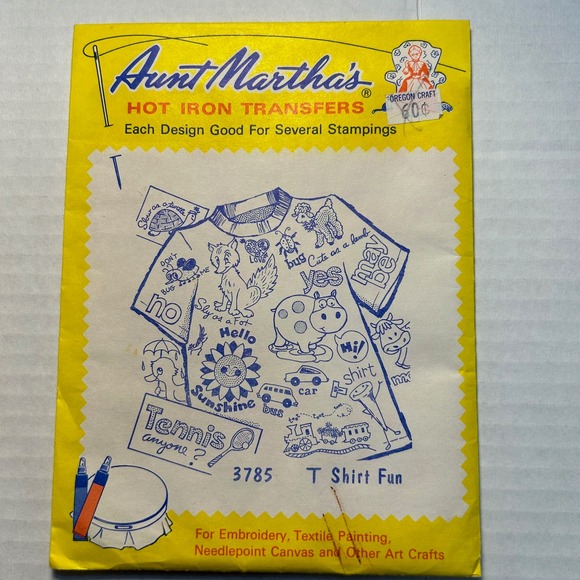 Aunt Martha's®
HOT IRON TRANSFERS
OREGON CRAFT
60¢
Each Design Good For Several Stampings
T
Slow as a turtle
DON'T
BUG ME
LOVE
bug
Cute as a lamb
may
be
yes
no
Sly as a Fox
Hello
Sunshine
Hi!
T
shirt
car
bus
Tennis
anyone?
3785 T Shirt Fun
For Embroidery, Textile Painting,
Needlepoint Canvas and Other Art Crafts